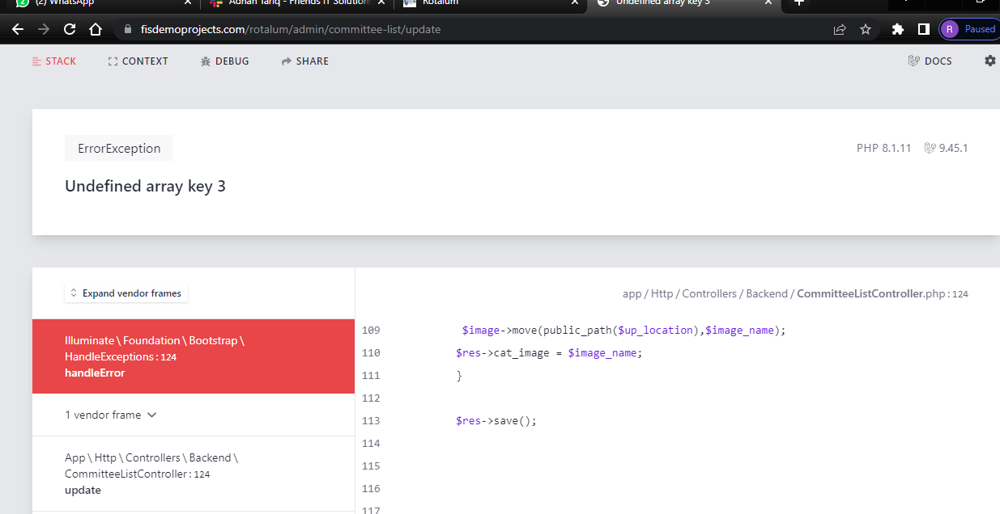 (2) WhatsApp
Adnan Tariq - Friends IT Solution
Rotalum
Undefined array key 3
fisdemoprojects.com/rotalum/admin/committee-list/update
R Paused
STACK CONTEXT DEBUG SHARE DOCS
ErrorException
PHP 8.1.11 9.45.1
Undefined array key 3
Expand vendor frames
app / Http / Controllers / Backend / CommitteeListController.php : 124
Illuminate \ Foundation \ Bootstrap \
HandleExceptions : 124
handleError
1 vendor frame
App \ Http \ Controllers \ Backend \
CommitteeListController : 124
update
109 $image->move(public_path($up_location),$image_name);
110 $res->cat_image = $image_name;
111 }
112
113 $res->save();
114
115
116
117